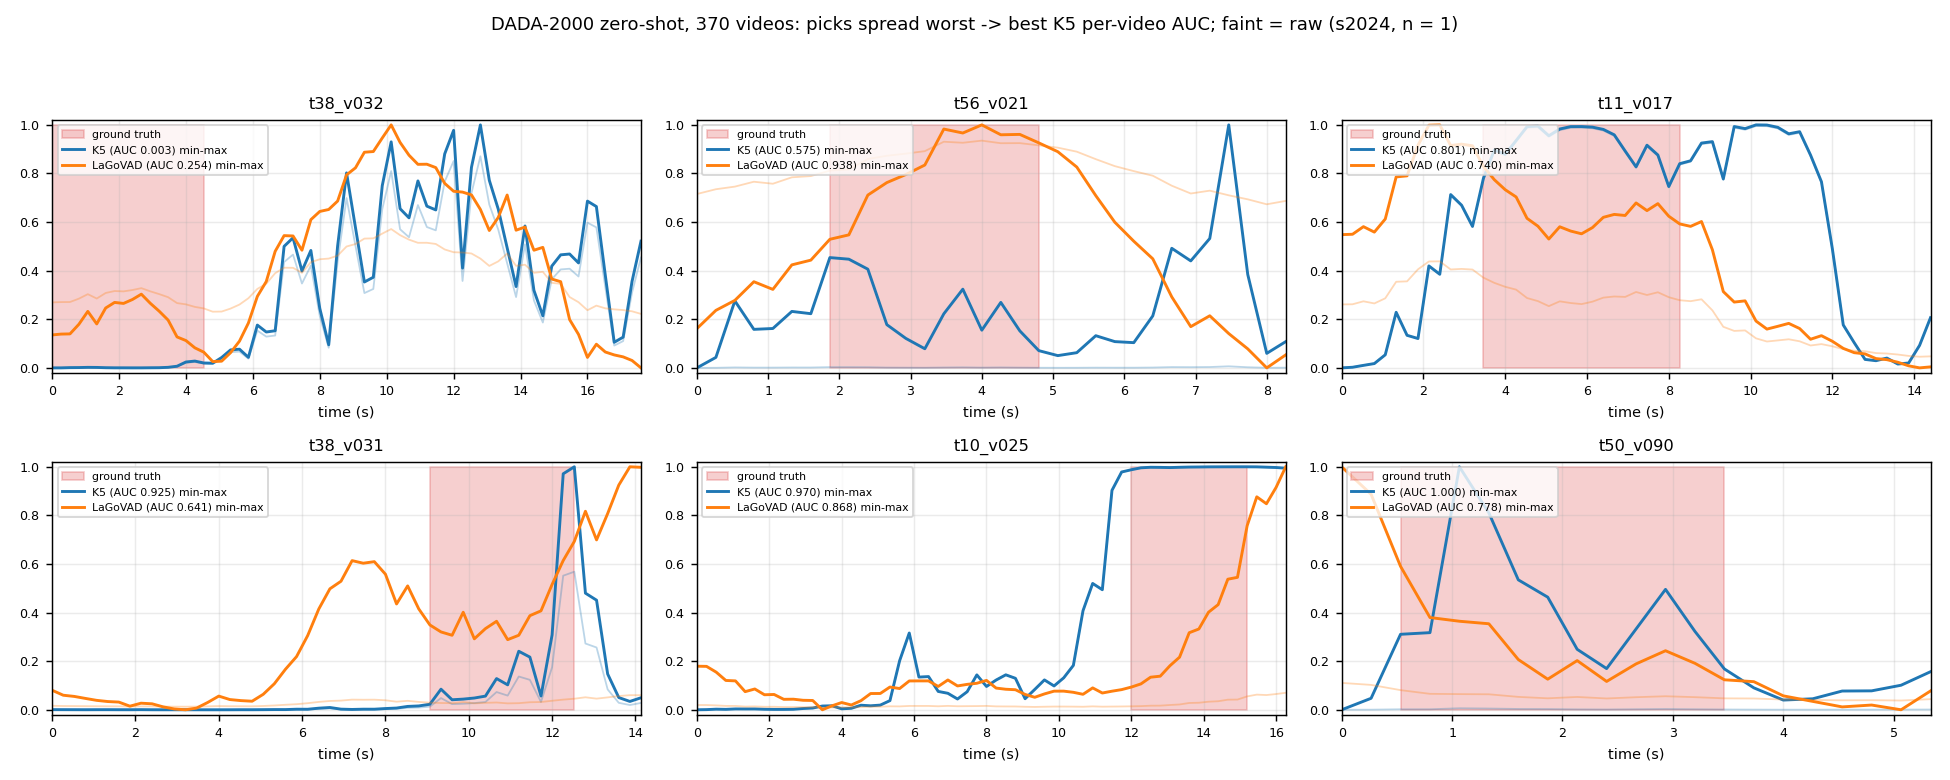 DADA-2000 zero-shot, 370 videos: picks spread worst -> best K5 per-video AUC; faint = raw (s2024, n = 1)
t38_v032
ground truth
K5 (AUC 0.003) min-max
LaGoVAD (AUC 0.254) min-max
1.0
0.8
0.6
0.4
0.2
0.0
0 2 4 6 8 10 12 14 16
time (s)
t56_v021
ground truth
K5 (AUC 0.575) min-max
LaGoVAD (AUC 0.938) min-max
1.0
0.8
0.6
0.4
0.2
0.0
0 1 2 3 4 5 6 7 8
time (s)
t11_v017
ground truth
K5 (AUC 0.801) min-max
LaGoVAD (AUC 0.740) min-max
1.0
0.8
0.6
0.4
0.2
0.0
0 2 4 6 8 10 12 14
time (s)
t38_v031
ground truth
K5 (AUC 0.925) min-max
LaGoVAD (AUC 0.641) min-max
1.0
0.8
0.6
0.4
0.2
0.0
0 2 4 6 8 10 12 14
time (s)
t10_v025
ground truth
K5 (AUC 0.970) min-max
LaGoVAD (AUC 0.868) min-max
1.0
0.8
0.6
0.4
0.2
0.0
0 2 4 6 8 10 12 14 16
time (s)
t50_v090
ground truth
K5 (AUC 1.000) min-max
LaGoVAD (AUC 0.778) min-max
1.0
0.8
0.6
0.4
0.2
0.0
0 1 2 3 4 5
time (s)